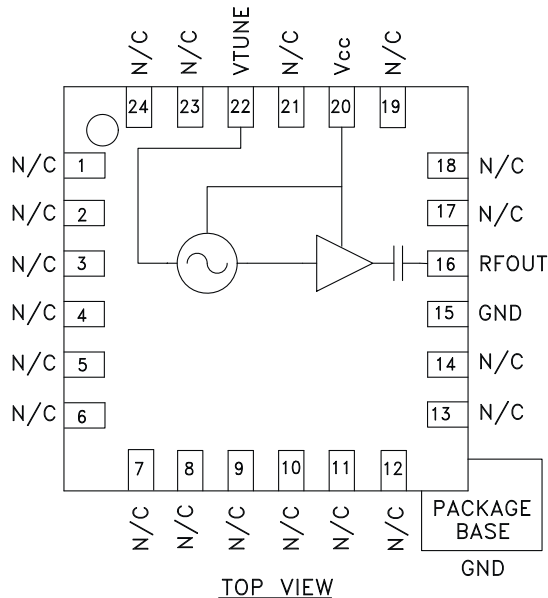 N/C N/C VTUNE N/C Vcc N/C
24 23 22 21 20 19
N/C 1 18 N/C
N/C 2 17 N/C
N/C 3 16 RFOUT
N/C 4 15 GND
N/C 5 14 N/C
N/C 6 13 N/C
7 8 9 10 11 12
N/C N/C N/C N/C N/C N/C
PACKAGE
BASE
GND
TOP VIEW